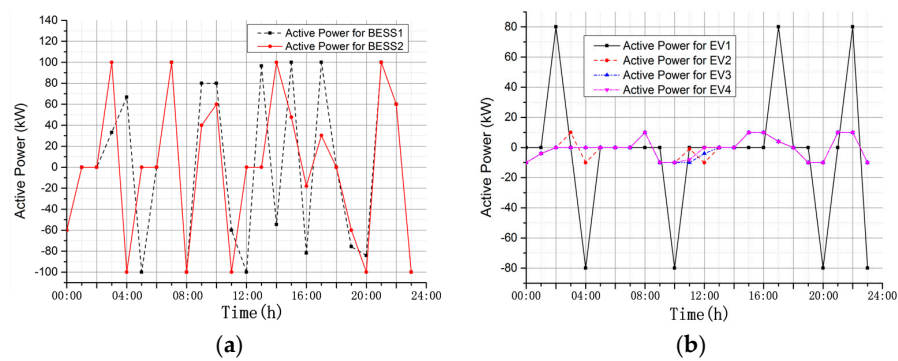 Active Power for BESS1
Active Power for BESS2
Active Power (kW)
140
120
100
80
60
40
20
0
-20
-40
-60
-80
-100
00:00 04:00 08:00 12:00 16:00 20:00 24:00
Time(h)
(a)
Active Power for EV1
Active Power for EV2
Active Power for EV3
Active Power for EV4
Active Power (kW)
80
60
40
20
0
-20
-40
-60
-80
00:00 04:00 08:00 12:00 16:00 20:00 24:00
Time(h)
(b)